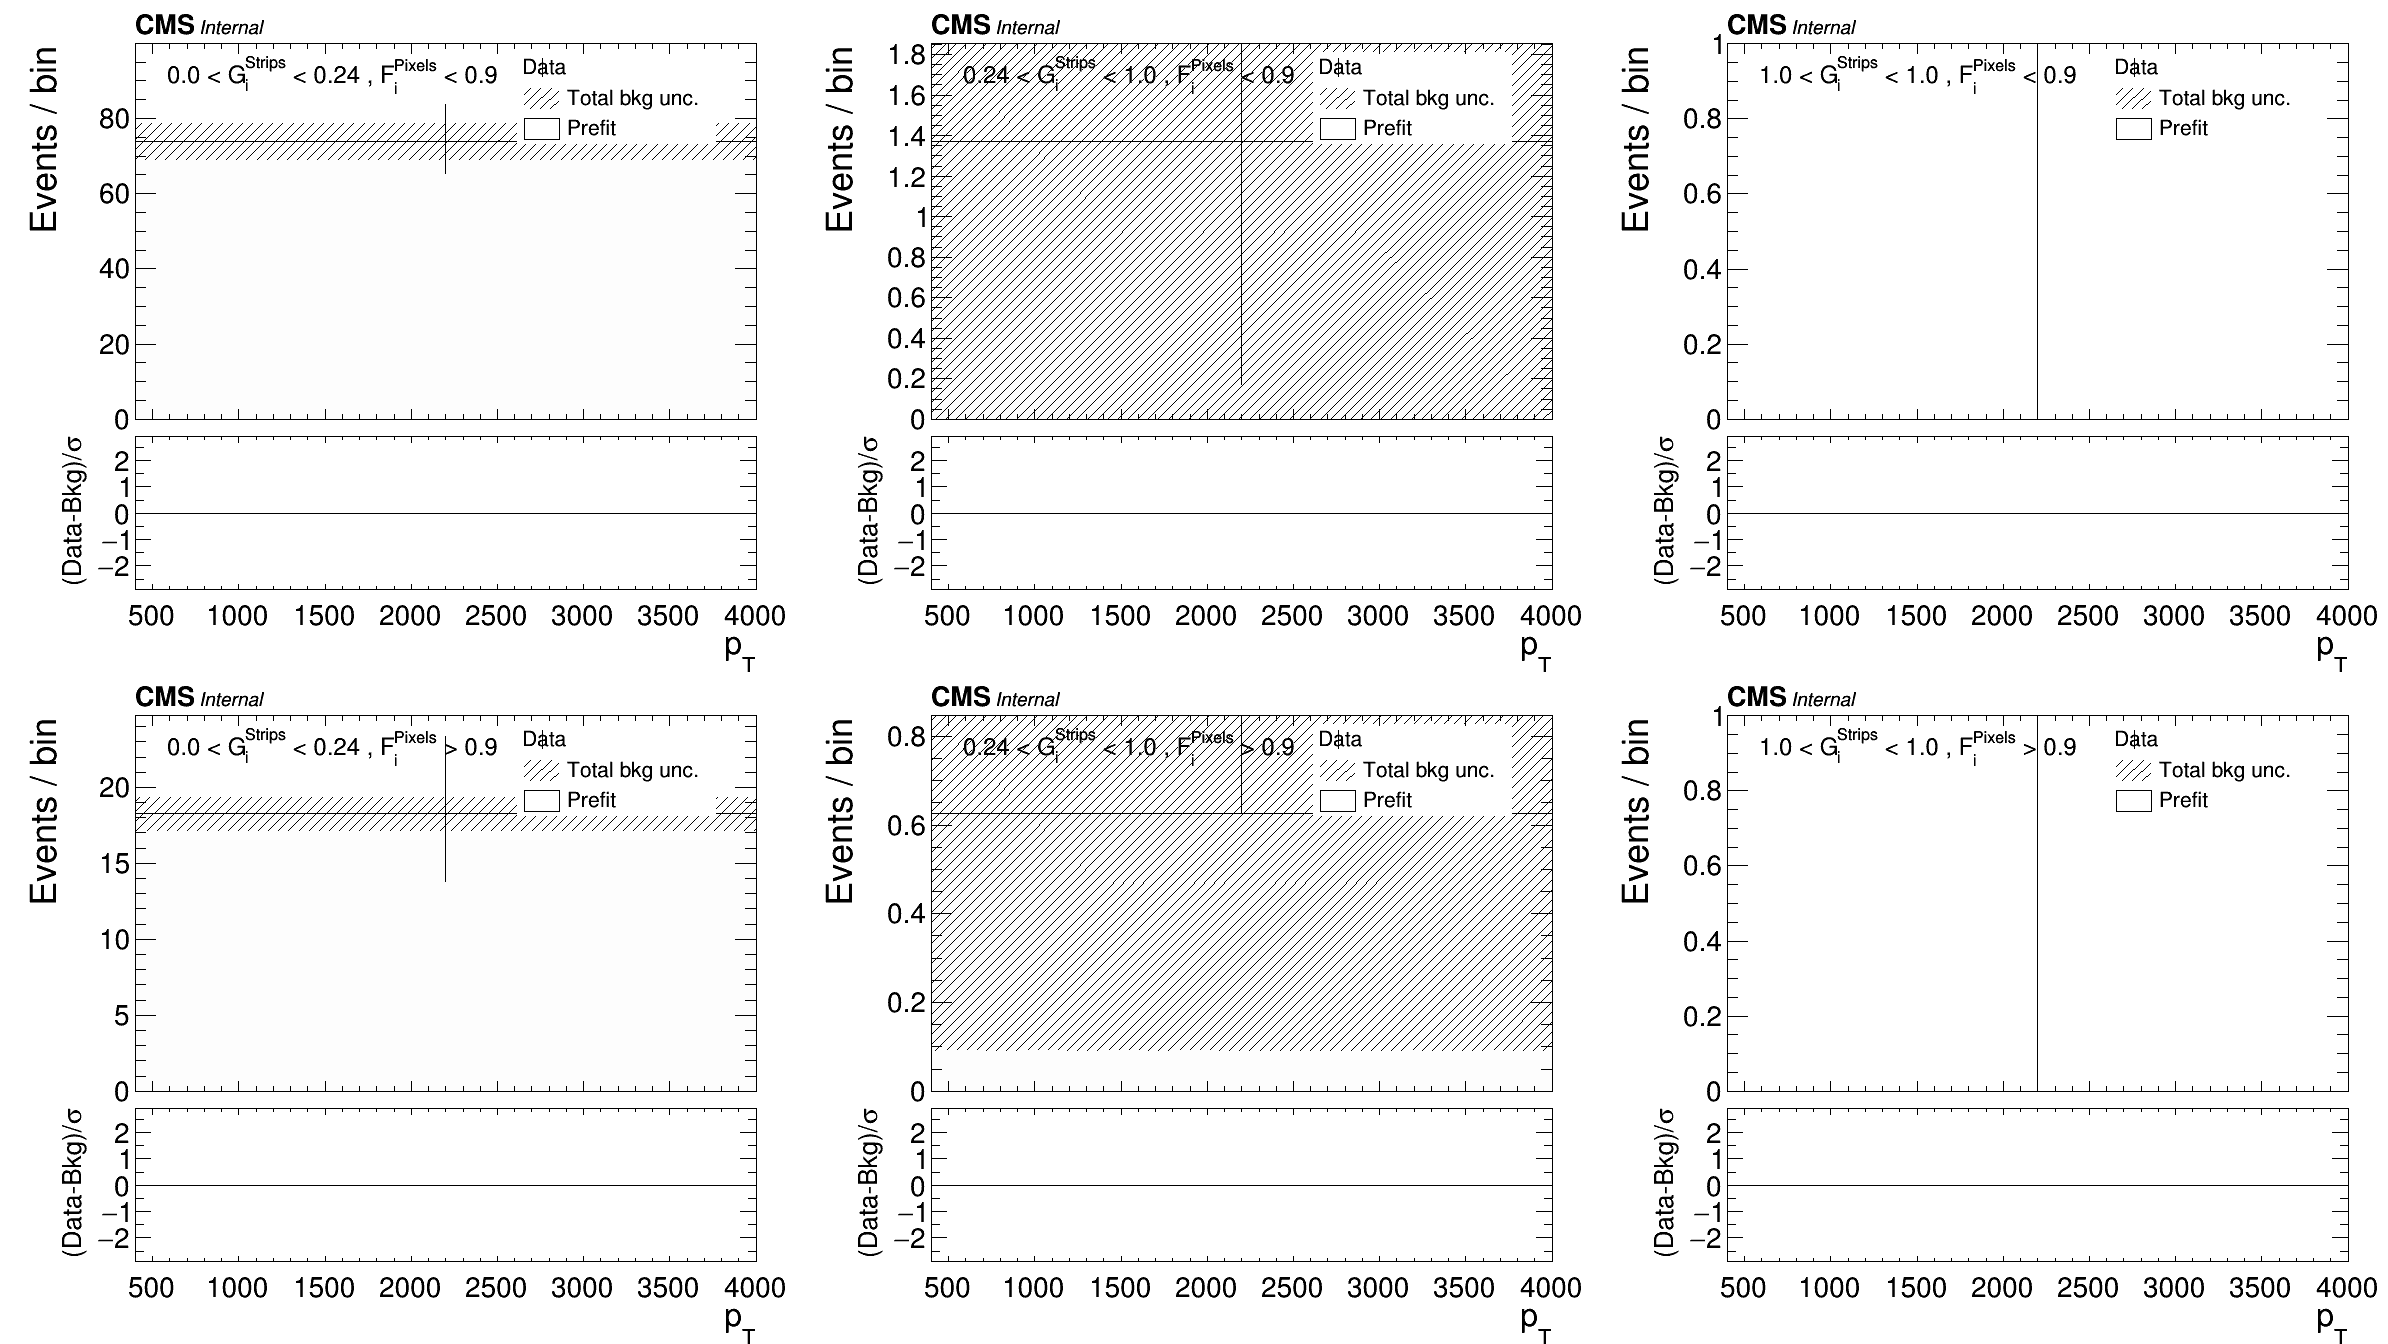 CMS Internal
0.0 < G_i^Strips < 0.24 , F_i^Pixels < 0.9
Data
Total bkg unc.
Prefit
Events / bin
80
60
40
20
0
(Data-Bkg)/σ
2
1
0
−1
−2
500 1000 1500 2000 2500 3000 3500 4000
p_T
CMS Internal
0.24 < G_i^Strips < 1.0 , F_i^Pixels < 0.9
Data
Total bkg unc.
Prefit
Events / bin
1.8
1.6
1.4
1.2
1
0.8
0.6
0.4
0.2
0
(Data-Bkg)/σ
2
1
0
−1
−2
500 1000 1500 2000 2500 3000 3500 4000
p_T
CMS Internal
1.0 < G_i^Strips < 1.0 , F_i^Pixels < 0.9
Data
Total bkg unc.
Prefit
Events / bin
1
0.8
0.6
0.4
0.2
0
(Data-Bkg)/σ
2
1
0
−1
−2
500 1000 1500 2000 2500 3000 3500 4000
p_T
CMS Internal
0.0 < G_i^Strips < 0.24 , F_i^Pixels > 0.9
Data
Total bkg unc.
Prefit
Events / bin
20
15
10
5
0
(Data-Bkg)/σ
2
1
0
−1
−2
500 1000 1500 2000 2500 3000 3500 4000
p_T
CMS Internal
0.24 < G_i^Strips < 1.0 , F_i^Pixels > 0.9
Data
Total bkg unc.
Prefit
Events / bin
0.8
0.6
0.4
0.2
0
(Data-Bkg)/σ
2
1
0
−1
−2
500 1000 1500 2000 2500 3000 3500 4000
p_T
CMS Internal
1.0 < G_i^Strips < 1.0 , F_i^Pixels > 0.9
Data
Total bkg unc.
Prefit
Events / bin
1
0.8
0.6
0.4
0.2
0
(Data-Bkg)/σ
2
1
0
−1
−2
500 1000 1500 2000 2500 3000 3500 4000
p_T